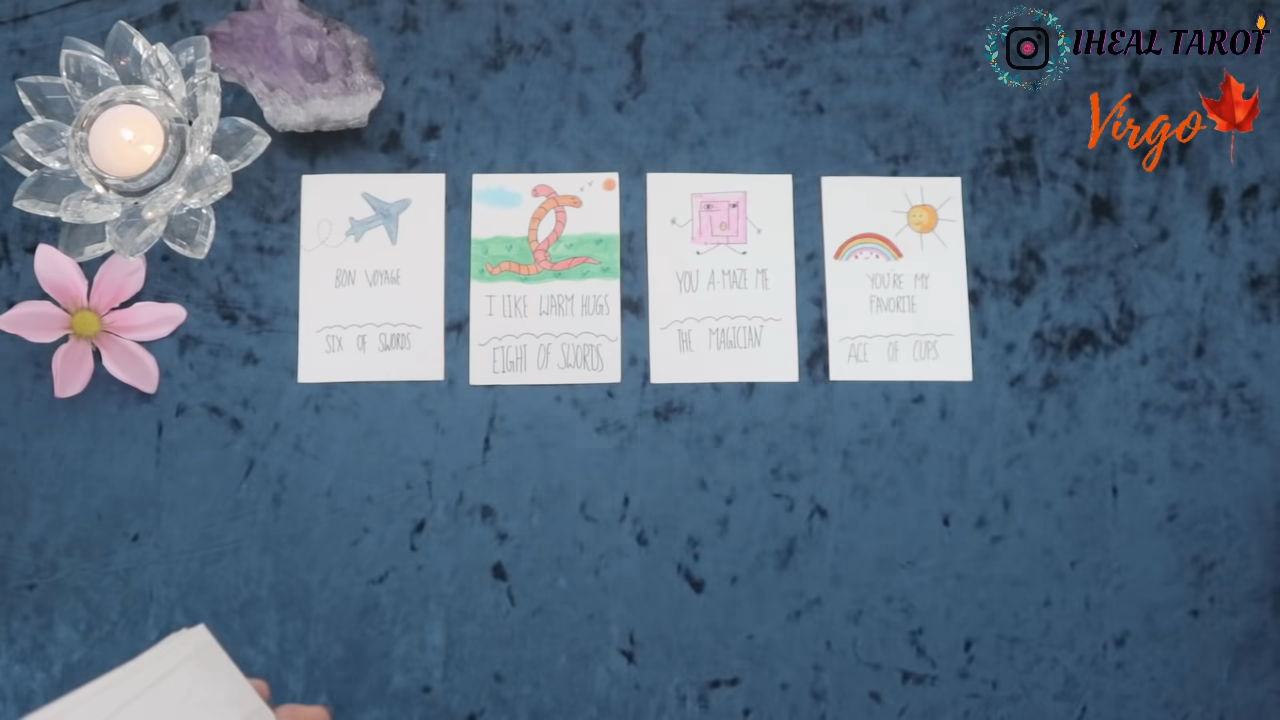 IHEAL TAROT
Virgo
BON VOYAGE
SIX OF SWORDS
I LIKE WARM HUGS
EIGHT OF SWORDS
YOU A-MAZE ME
THE MAGICIAN
YOU'RE MY
FAVORITE
ACE OF CUPS